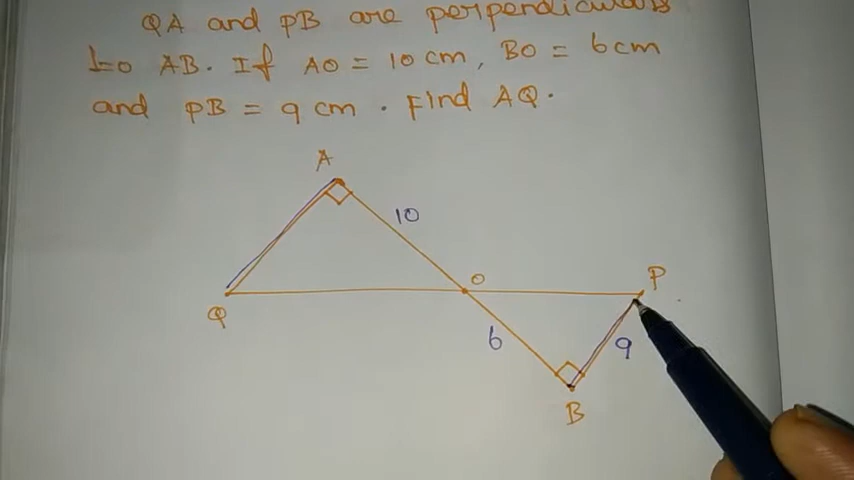 QA and PB are perpendiculars
to AB. If AO = 10 cm, BO = 6 cm
and PB = 9 cm. Find AQ.
A
10
O
P
Q
6
9
B